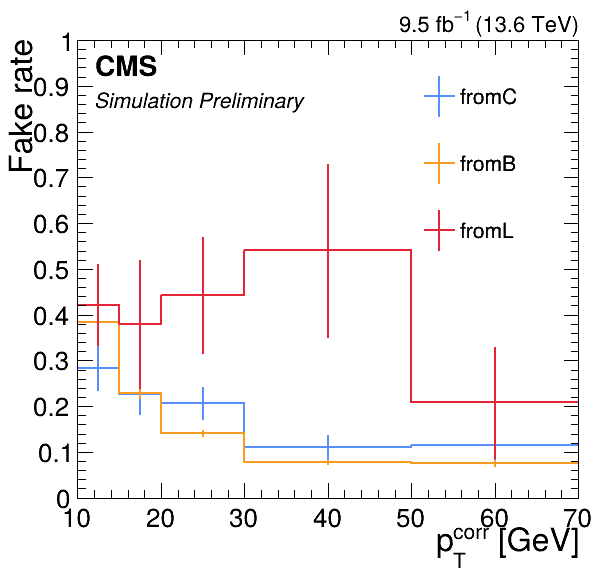 9.5 fb⁻¹ (13.6 TeV)
CMS
Simulation Preliminary
Fake rate
fromC
fromB
fromL
1
0.9
0.8
0.7
0.6
0.5
0.4
0.3
0.2
0.1
0
10 20 30 40 50 60 70
p_T^corr [GeV]